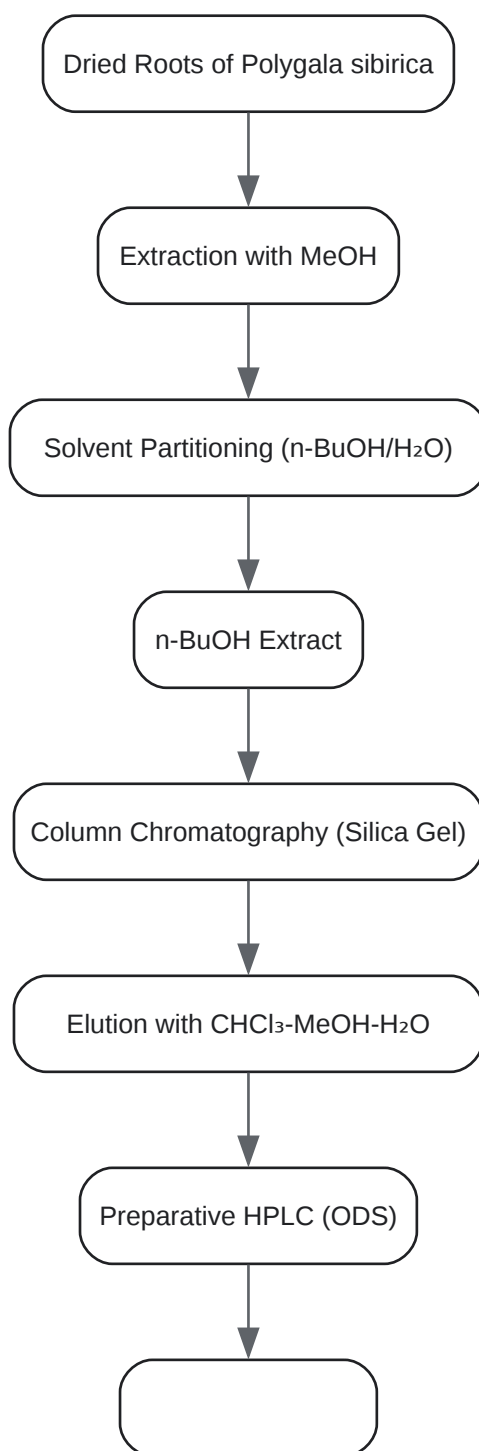 Dried Roots of Polygala sibirica
Extraction with MeOH
Solvent Partitioning (n-BuOH/H₂O)
n-BuOH Extract
Column Chromatography (Silica Gel)
Elution with CHCl₃-MeOH-H₂O
Preparative HPLC (ODS)